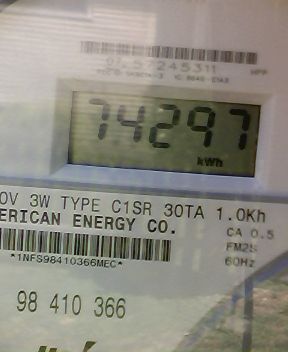 57245311
74297
kWh
0V 3W TYPE C1SR 30TA 1.0Kh
ERICAN ENERGY CO.
CA 0.5
FM2S
60Hz
*1NFS98410366MEC*
98 410 366